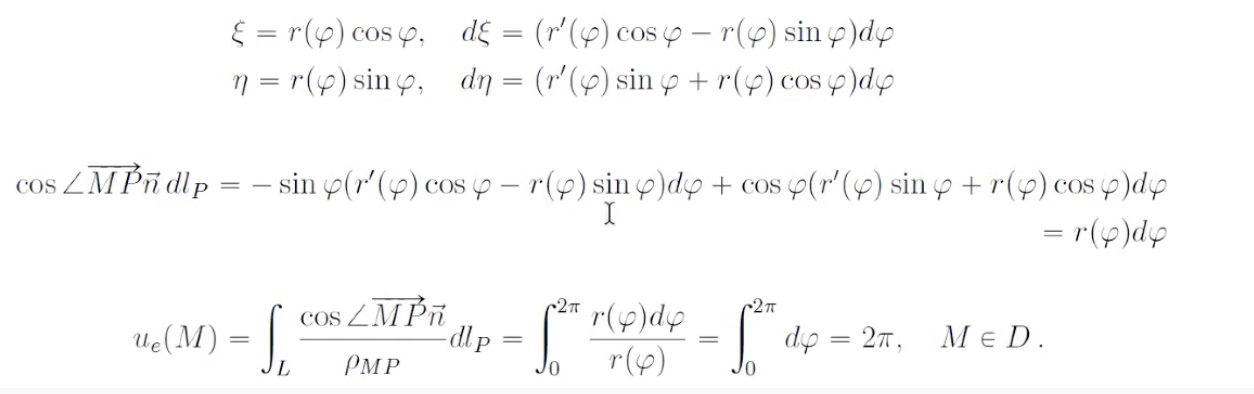 ξ = r(φ) cos φ, dξ = (r′(φ) cos φ − r(φ) sin φ)dφ
η = r(φ) sin φ, dη = (r′(φ) sin φ + r(φ) cos φ)dφ
cos ∠\overrightarrow{MP}\vec{n} dl_P = − sin φ(r′(φ) cos φ − r(φ) sin φ)dφ + cos φ(r′(φ) sin φ + r(φ) cos φ)dφ
= r(φ)dφ
u_e(M) = ∫_L \frac{cos ∠\overrightarrow{MP}\vec{n}}{ρ_{MP}} dl_P = ∫_0^{2π} \frac{r(φ)dφ}{r(φ)} = ∫_0^{2π} dφ = 2π, M ∈ D .